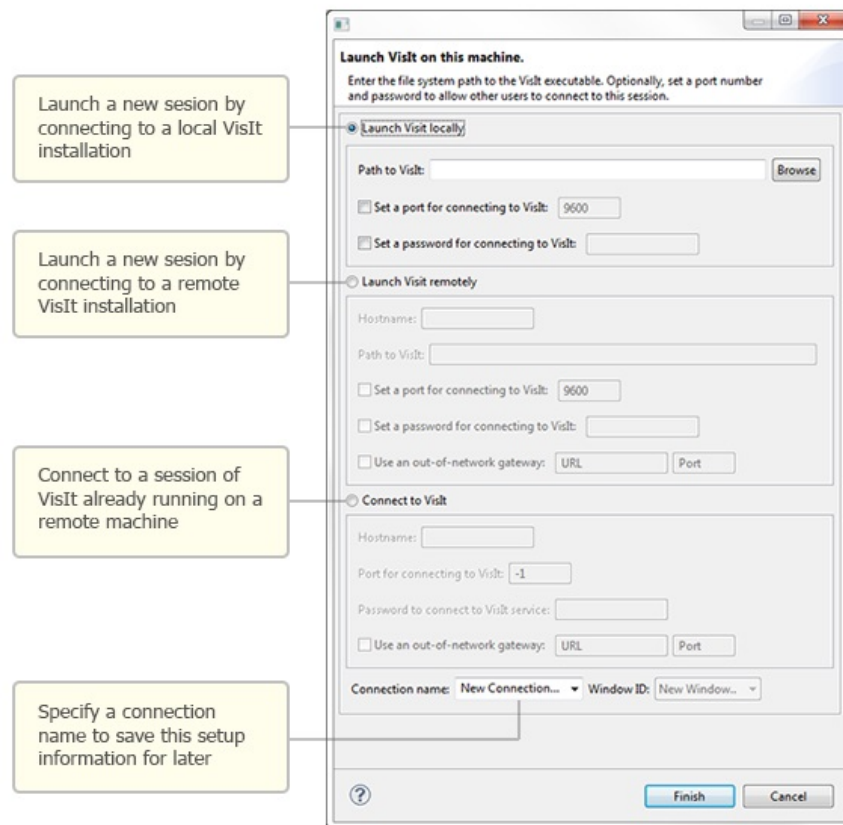 Launch VisIt on this machine.
Enter the file system path to the VisIt executable. Optionally, set a port number
and password to allow other users to connect to this session.
Launch a new sesion by
connecting to a local VisIt
installation
Launch Visit locally
Path to VisIt:
Browse
Set a port for connecting to VisIt: 9600
Set a password for connecting to VisIt:
Launch a new sesion by
connecting to a remote
VisIt installation
Launch Visit remotely
Hostname:
Path to VisIt:
Set a port for connecting to VisIt: 9600
Set a password for connecting to VisIt:
Use an out-of-network gateway: URL Port
Connect to a session of
VisIt already running on a
remote machine
Connect to VisIt
Hostname:
Port for connecting to VisIt: -1
Password to connect to VisIt service:
Use an out-of-network gateway: URL Port
Specify a connection
name to save this setup
information for later
Connection name: New Connection... Window ID: New Window..
?
Finish Cancel